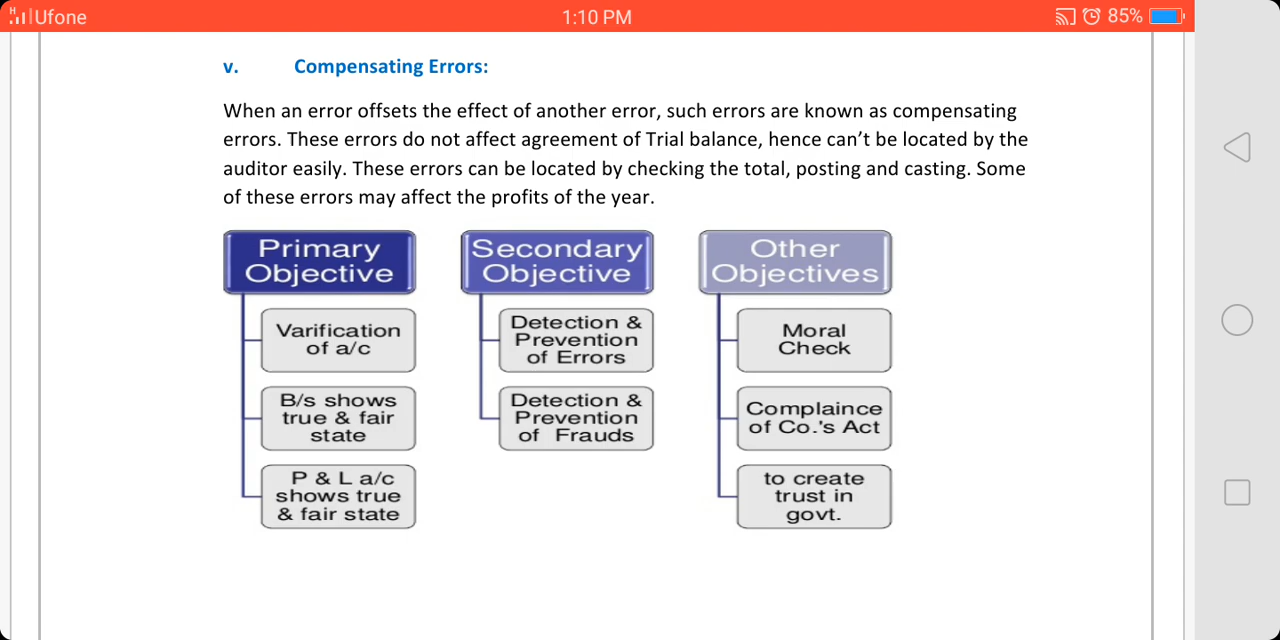 H
Ufone
1:10 PM
85%
v. Compensating Errors:
When an error offsets the effect of another error, such errors are known as compensating
errors. These errors do not affect agreement of Trial balance, hence can’t be located by the
auditor easily. These errors can be located by checking the total, posting and casting. Some
of these errors may affect the profits of the year.
Primary
Objective
Varification
of a/c
B/s shows
true & fair
state
P & L a/c
shows true
& fair state
Secondary
Objective
Detection &
Prevention
of Errors
Detection &
Prevention
of Frauds
Other
Objectives
Moral
Check
Complaince
of Co.'s Act
to create
trust in
govt.